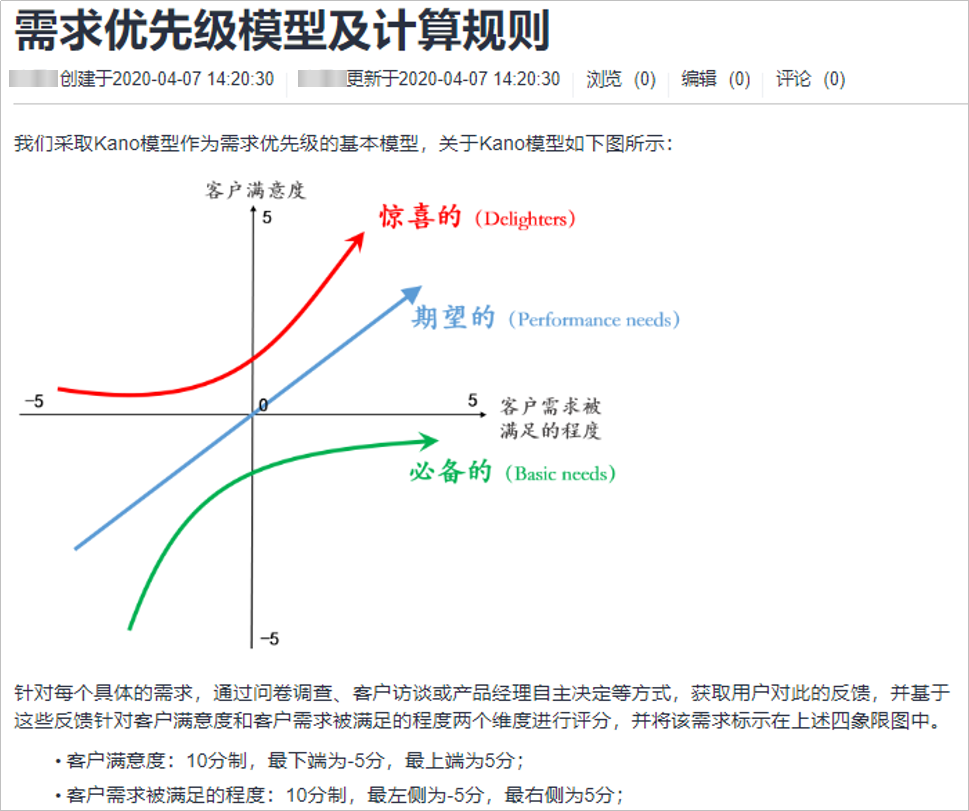 需求优先级模型及计算规则
创建于2020-04-07 14:20:30 更新于2020-04-07 14:20:30 浏览 (0) 编辑 (0) 评论 (0)
我们采取Kano模型作为需求优先级的基本模型，关于Kano模型如下图所示：
客户满意度
5
惊喜的（Delighters）
期望的（Performance needs）
-5
0
5
客户需求被
满足的程度
必备的（Basic needs）
-5
针对每个具体的需求，通过问卷调查、客户访谈或产品经理自主决定等方式，获取用户对此的反馈，并基于
这些反馈针对客户满意度和客户需求被满足的程度两个维度进行评分，并将该需求标示在上述四象限图中。
• 客户满意度：10分制，最下端为-5分，最上端为5分；
• 客户需求被满足的程度：10分制，最左侧为-5分，最右侧为5分；